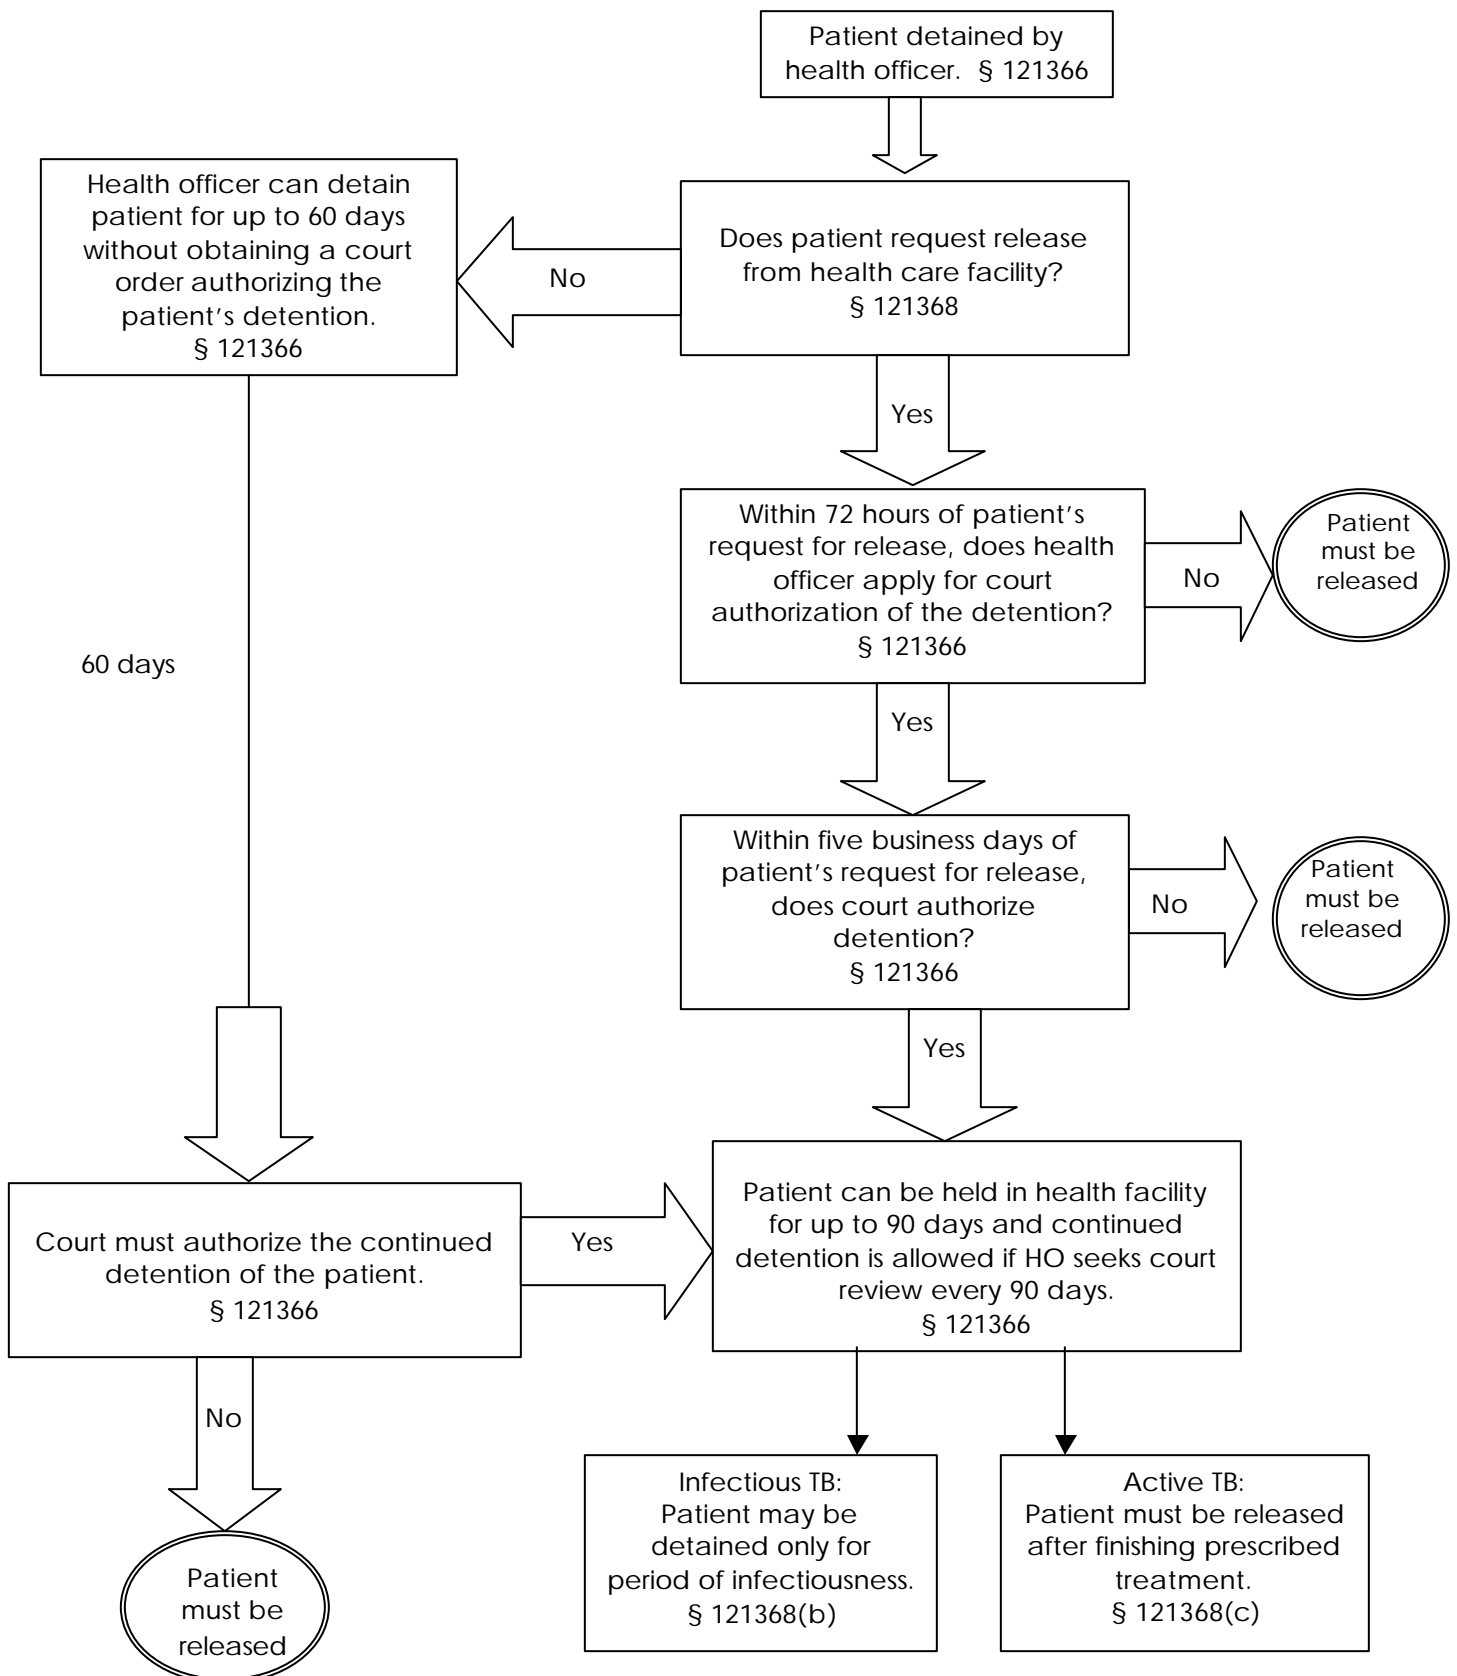 Patient detained by
health officer.  § 121366
Health officer can detain
patient for up to 60 days
without obtaining a court
order authorizing the
patient's detention.
§ 121366
Does patient request release
from health care facility?
§ 121368
No
Yes
Within 72 hours of patient's
request for release, does health
officer apply for court
authorization of the detention?
§ 121366
No
Patient
must be
released
60 days
Yes
Within five business days of
patient's request for release,
does court authorize
detention?
§ 121366
No
Patient
must be
released
Yes
Court must authorize the continued
detention of the patient.
§ 121366
Yes
Patient can be held in health facility
for up to 90 days and continued
detention is allowed if HO seeks court
review every 90 days.
§ 121366
No
Patient
must be
released
Infectious TB:
Patient may be
detained only for
period of infectiousness.
§ 121368(b)
Active TB:
Patient must be released
after finishing prescribed
treatment.
§ 121368(c)